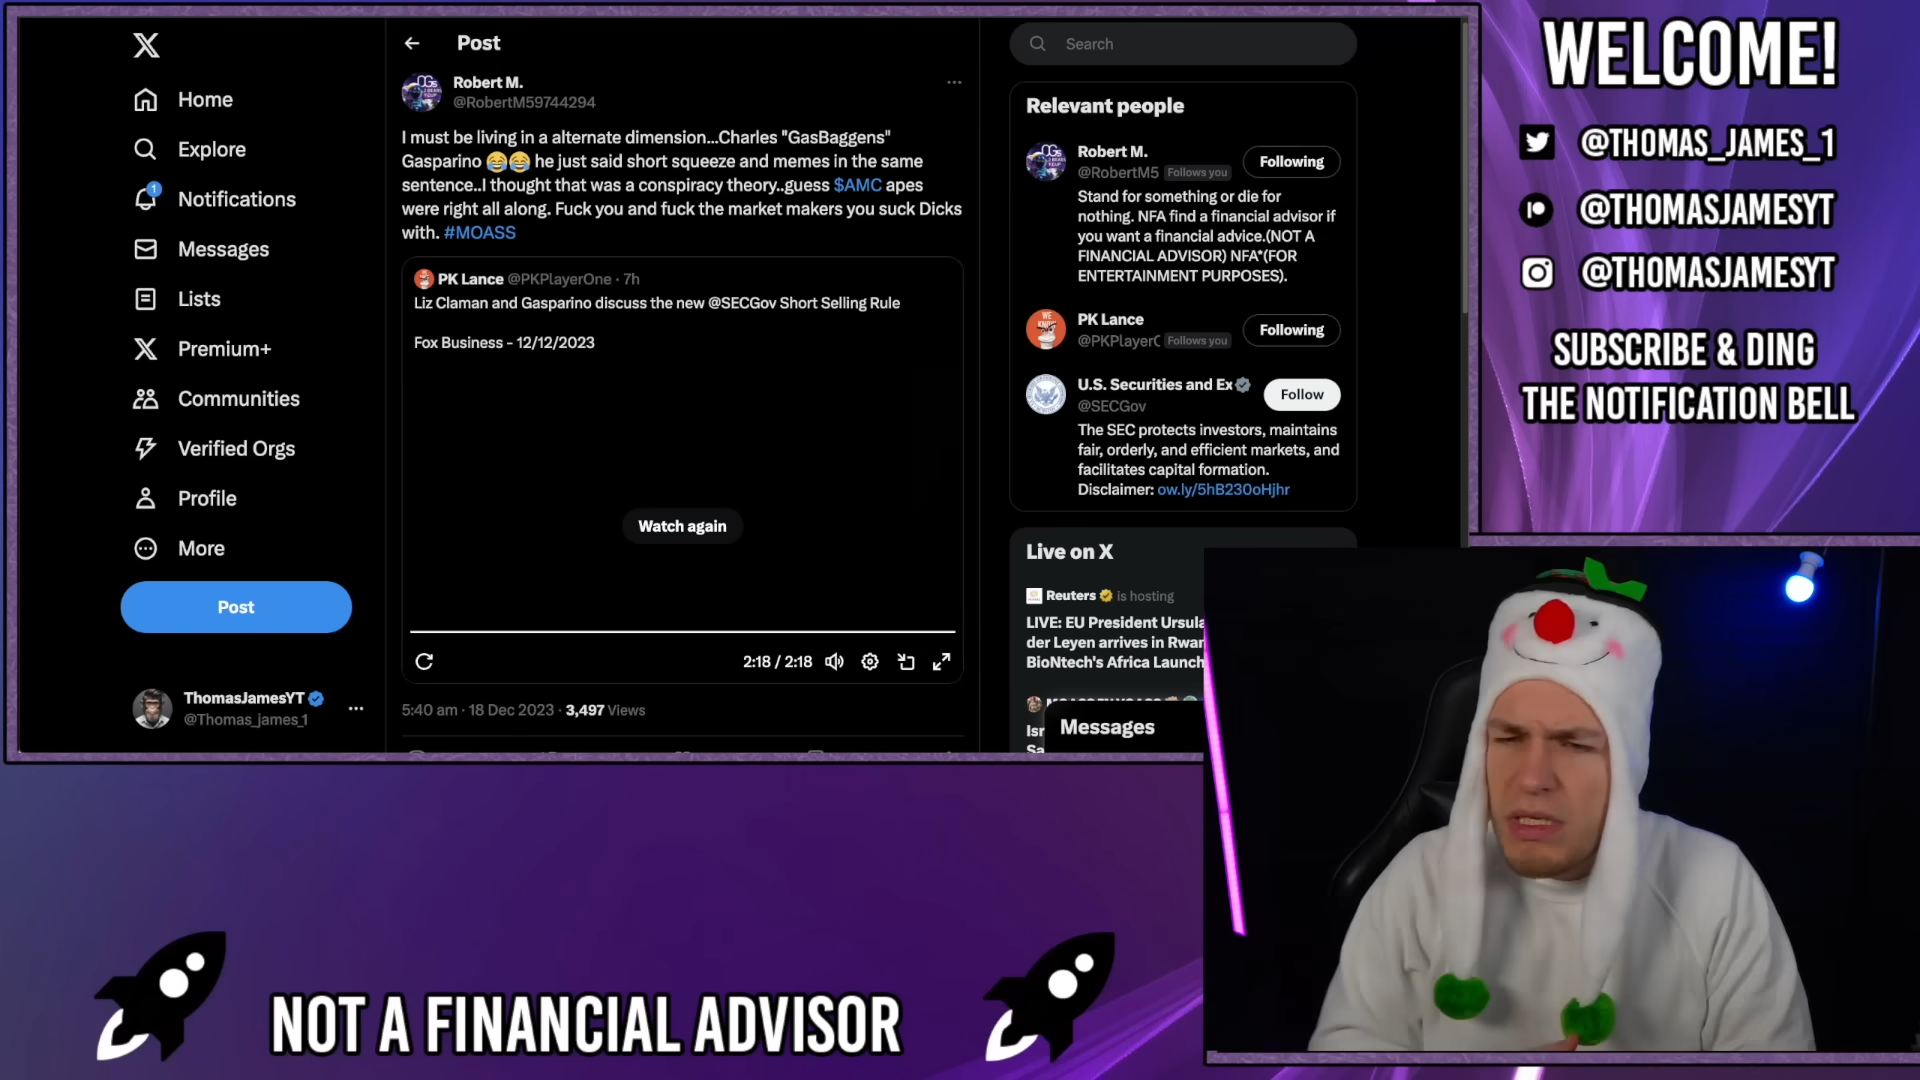 Post
Search
Robert M.
@RobertM59744294
Home
Explore
1
Notifications
Messages
Lists
Premium+
Communities
Verified Orgs
Profile
More
Post
ThomasJamesYT
@Thomas_james_1
I must be living in a alternate dimension...Charles "GasBaggens"
Gasparino 😂😂 he just said short squeeze and memes in the same
sentence..I thought that was a conspiracy theory..guess $AMC apes
were right all along. Fuck you and fuck the market makers you suck Dicks
with. #MOASS
PK Lance @PKPlayerOne · 7h
Liz Claman and Gasparino discuss the new @SECGov Short Selling Rule
Fox Business - 12/12/2023
Watch again
2:18 / 2:18
5:40 am · 18 Dec 2023 · 3,497 Views
Relevant people
Robert M.
@RobertM5 Follows you
Following
Stand for something or die for
nothing. NFA find a financial advisor if
you want a financial advice.(NOT A
FINANCIAL ADVISOR) NFA*(FOR
ENTERTAINMENT PURPOSES).
PK Lance
@PKPlayerC Follows you
Following
U.S. Securities and Ex
@SECGov
Follow
The SEC protects investors, maintains
fair, orderly, and efficient markets, and
facilitates capital formation.
Disclaimer: ow.ly/5hB230oHjhr
Live on X
Reuters is hosting
LIVE: EU President Ursula
der Leyen arrives in Rwan
BioNtech's Africa Launch
Isr
Sa
Messages
WELCOME!
@THOMAS_JAMES_1
@THOMASJAMESYT
@THOMASJAMESYT
SUBSCRIBE & DING
THE NOTIFICATION BELL
NOT A FINANCIAL ADVISOR